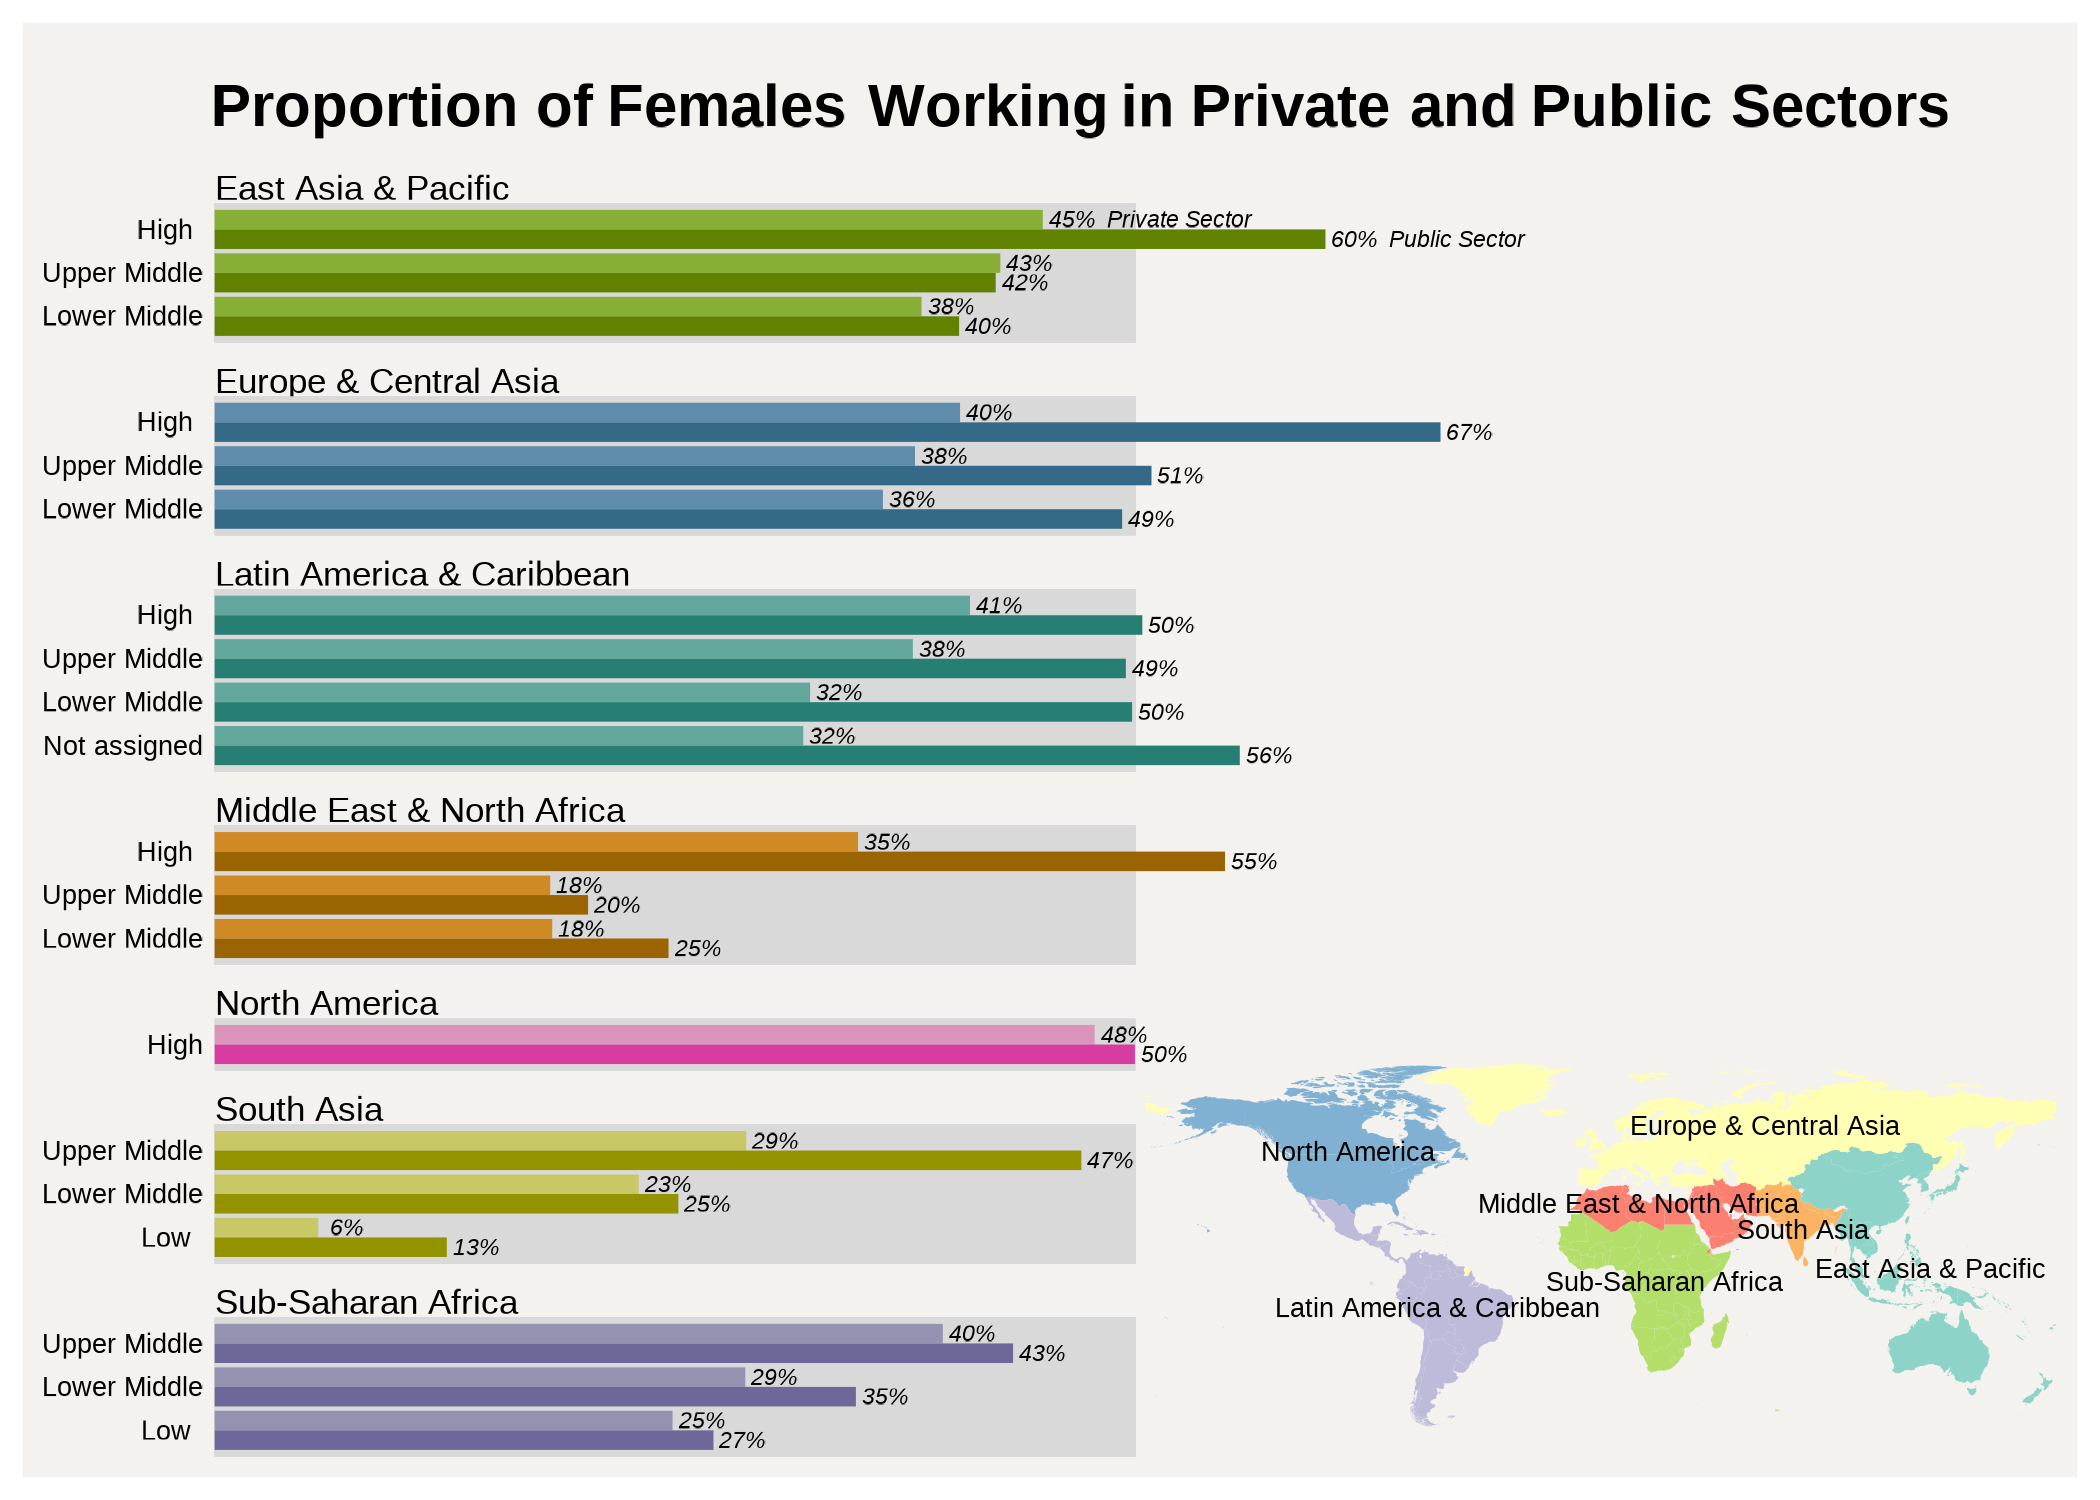 Proportion of Females Working in Private and Public Sectors
East Asia & Pacific
High
45% Private Sector
60% Public Sector
Upper Middle
43%
42%
Lower Middle
38%
40%
Europe & Central Asia
High
40%
67%
Upper Middle
38%
51%
Lower Middle
36%
49%
Latin America & Caribbean
High
41%
50%
Upper Middle
38%
49%
Lower Middle
32%
50%
Not assigned
32%
56%
Middle East & North Africa
High
35%
55%
Upper Middle
18%
20%
Lower Middle
18%
25%
North America
High
48%
50%
South Asia
Upper Middle
29%
47%
Lower Middle
23%
25%
Low
6%
13%
Sub-Saharan Africa
Upper Middle
40%
43%
Lower Middle
29%
35%
Low
25%
27%
Europe & Central Asia
North America
Middle East & North Africa
South Asia
East Asia & Pacific
Sub-Saharan Africa
Latin America & Caribbean